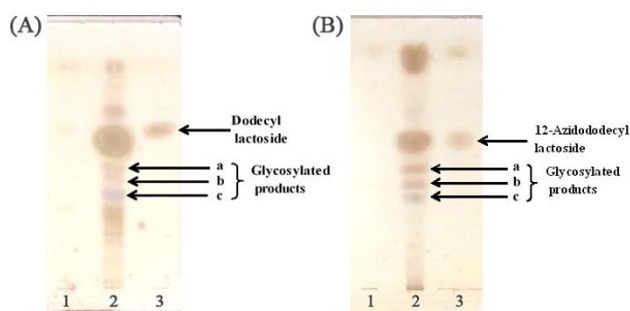 (A)
Dodecyl
lactoside
a
b
c
Glycosylated
products
1 2 3
(B)
12-Azidododecyl
lactoside
a
b
c
Glycosylated
products
1 2 3